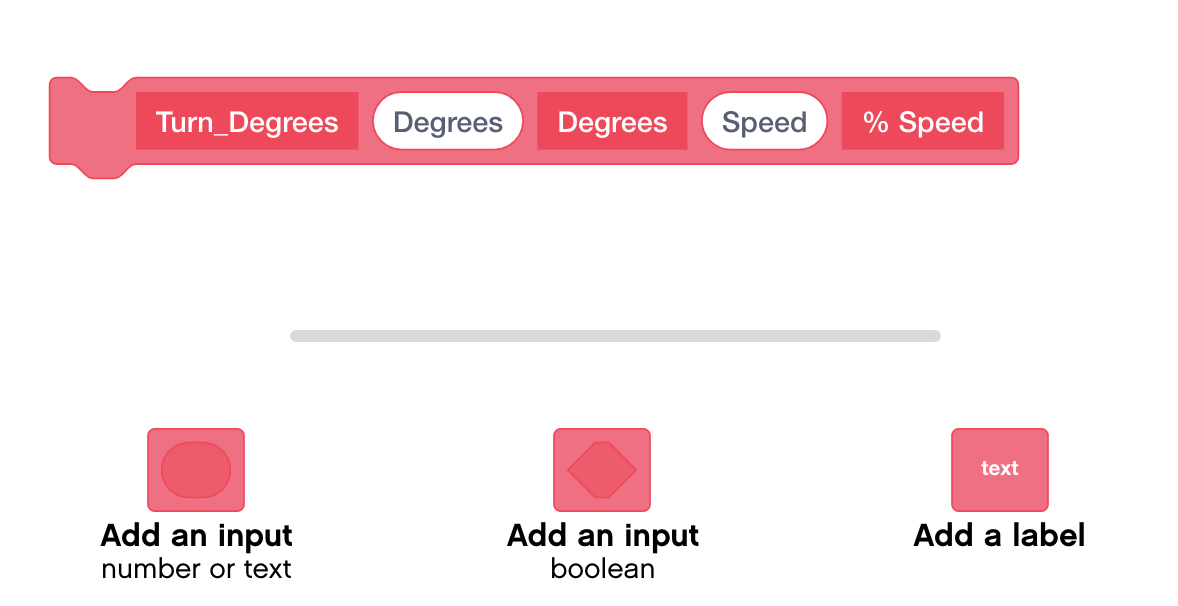 Turn_Degrees Degrees Degrees Speed % Speed
text
Add an input Add an input Add a label
number or text boolean